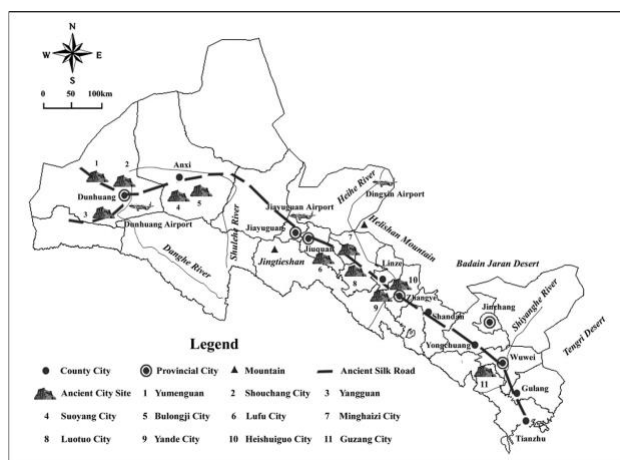 N
W E
S
0 50 100km
1
2
Dunhuang
3
Dunhuang Airport
Anxi
4
5
Danghe River
Shulehe River
Jiayuguan Airport
Jiayuguan
Jiuquan
Jingtieshan
6
7
8
Heihe River
Dingxin Airport
Helishan Mountain
Linze
10
9
Zhangye
Badain Jaran Desert
Shandan
Jinchang
Shiyanghe River
Yongchuang
Tengri Desert
Wuwei
11
Gulang
Tianzhu
Legend
County City Provincial City Mountain Ancient Silk Road
Ancient City Site 1 Yumenguan 2 Shouchang City 3 Yangguan
4 Suoyang City 5 Bulongji City 6 Lufu City 7 Minghaizi City
8 Luotuo City 9 Yande City 10 Heishuiguo City 11 Guzang City